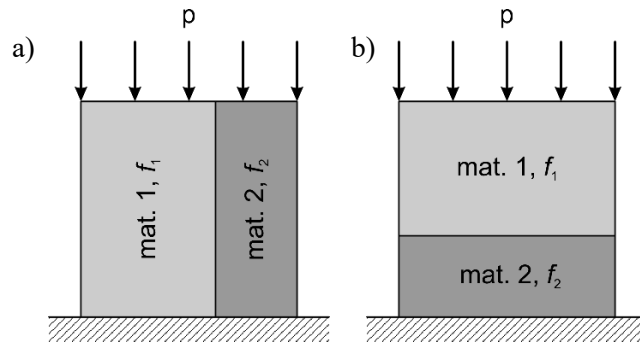 a)
p
mat. 1, f₁
mat. 2, f₂
b)
p
mat. 1, f₁
mat. 2, f₂